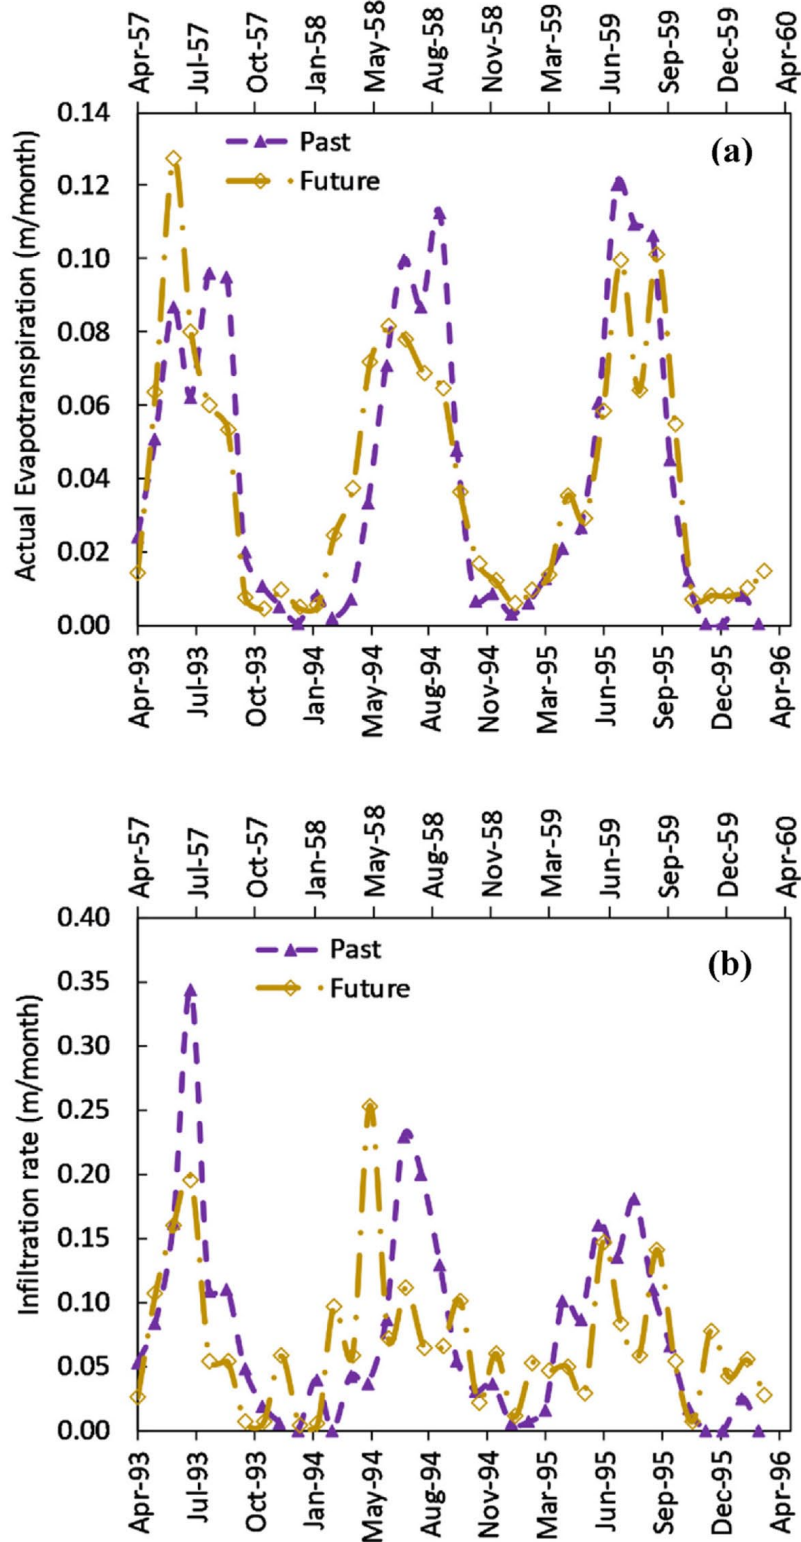 Apr-57
Jul-57
Oct-57
Jan-58
May-58
Aug-58
Nov-58
Mar-59
Jun-59
Sep-59
Dec-59
Apr-60
Actual Evapotranspiration (m/month)
0.14
0.12
0.10
0.08
0.06
0.04
0.02
0.00
Past
Future
(a)
Apr-93
Jul-93
Oct-93
Jan-94
May-94
Aug-94
Nov-94
Mar-95
Jun-95
Sep-95
Dec-95
Apr-96
Apr-57
Jul-57
Oct-57
Jan-58
May-58
Aug-58
Nov-58
Mar-59
Jun-59
Sep-59
Dec-59
Apr-60
Infiltration rate (m/month)
0.40
0.35
0.30
0.25
0.20
0.15
0.10
0.05
0.00
Past
Future
(b)
Apr-93
Jul-93
Oct-93
Jan-94
May-94
Aug-94
Nov-94
Mar-95
Jun-95
Sep-95
Dec-95
Apr-96